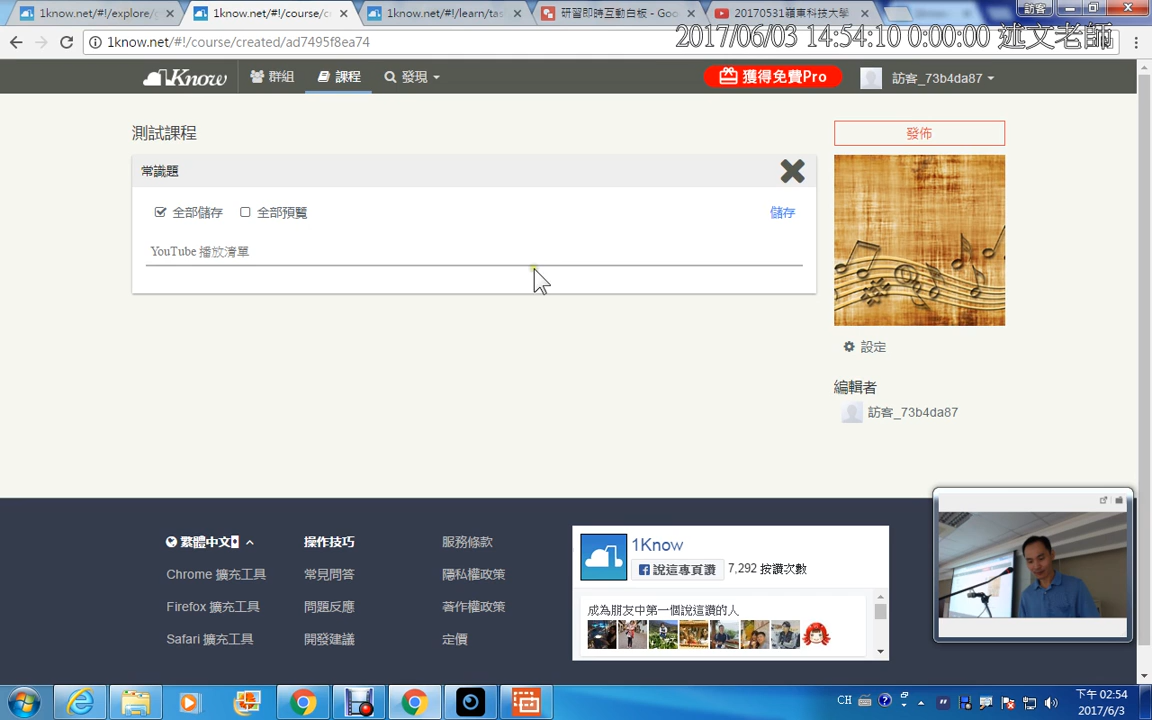 1know.net/#!/explore/
1know.net/#!/course/c
1know.net/#!/learn/ta
研習即時互動白板 - Goo
20170531嶺東科技大學
訪客
1know.net/#!/course/created/ad7495f8ea74
2017/06/03 14:54:10 0:00:00 述文老師
1Know
群組
課程
發現
獲得免費Pro
訪客_73b4da87
測試課程
發佈
常識題
全部儲存
全部預覽
儲存
YouTube 播放清單
設定
編輯者
訪客_73b4da87
繁體中文
操作技巧
服務條款
Chrome 擴充工具
常見問答
隱私權政策
Firefox 擴充工具
問題反應
著作權政策
Safari 擴充工具
開發建議
定價
1Know
說這專頁讚
7,292 按讚次數
成為朋友中第一個說這讚的人
CH
下午 02:54
2017/6/3